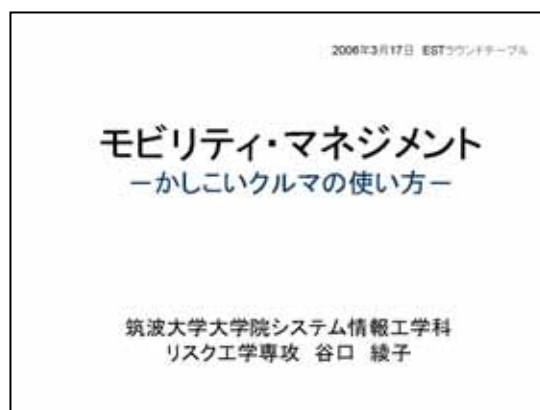 2006年3月17日 ESTラウンドテーブル
モビリティ・マネジメント
－かしこいクルマの使い方－
筑波大学大学院システム情報工学科
リスク工学専攻 谷口 綾子